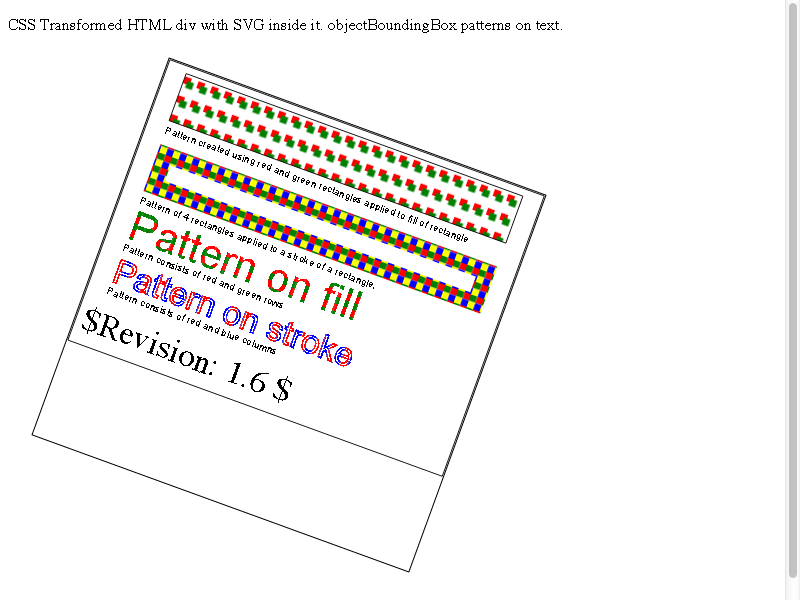 CSS Transformed HTML div with SVG inside it. objectBoundingBox patterns on text.
Pattern created using red and green rectangles applied to fill of rectangle
Pattern of 4 rectangles applied to a stroke of a rectangle.
Pattern on fill
Pattern consists of red and green rows
Pattern on stroke
Pattern consists of red and blue columns
$Revision: 1.6 $